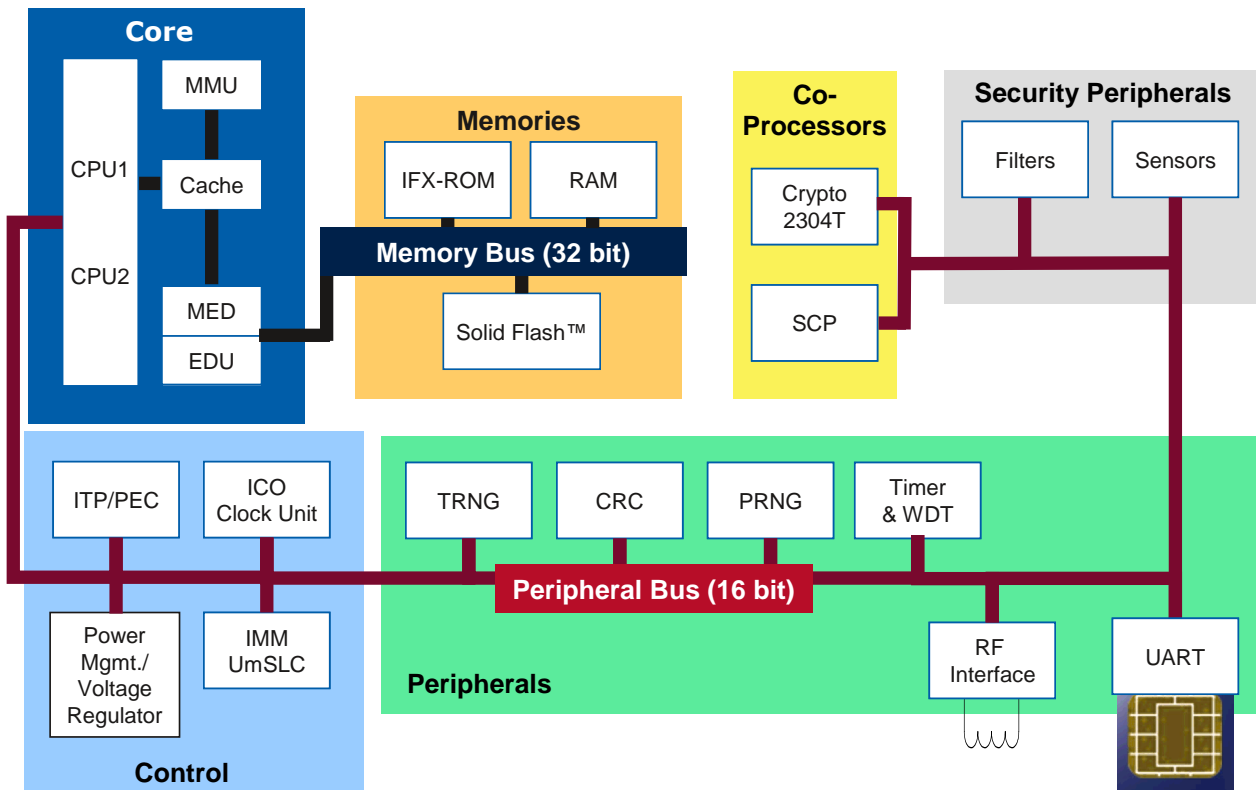 Core
CPU1
CPU2
MMU
Cache
MED
EDU
Memories
IFX-ROM
RAM
Memory Bus (32 bit)
Solid Flash™
Co-
Processors
Crypto
2304T
SCP
Security Peripherals
Filters
Sensors
ITP/PEC
ICO
Clock Unit
Power
Mgmt./
Voltage
Regulator
IMM
UmSLC
Control
TRNG
CRC
PRNG
Timer
& WDT
Peripheral Bus (16 bit)
RF
Interface
UART
Peripherals